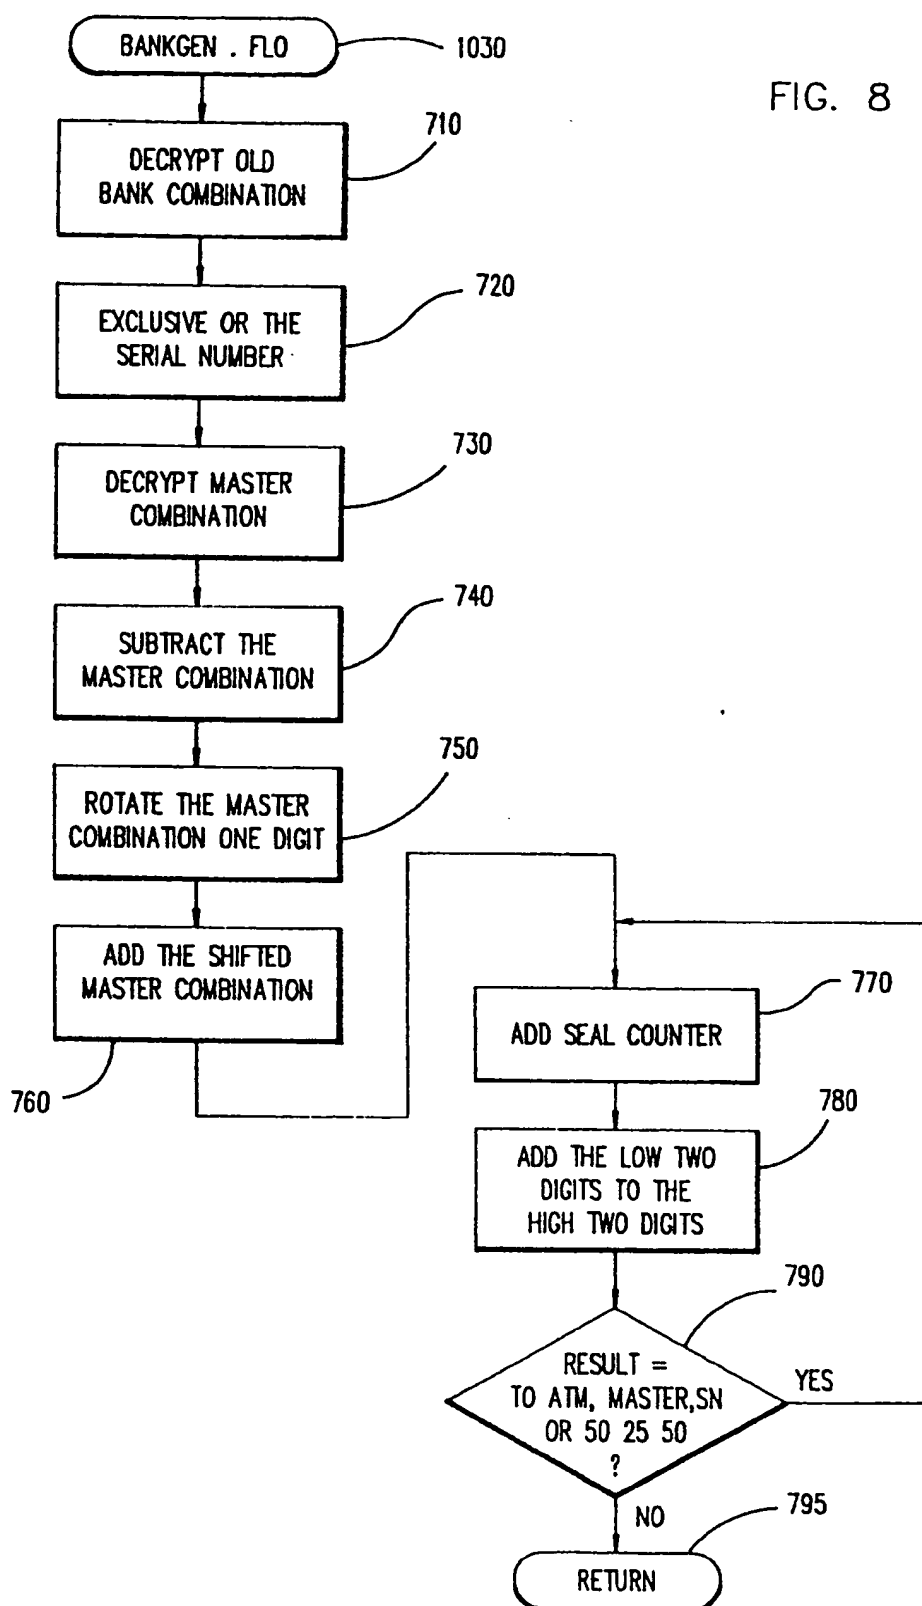 BANKGEN . FLO
1030
FIG. 8
710
DECRYPT OLD
BANK COMBINATION
720
EXCLUSIVE OR THE
SERIAL NUMBER
730
DECRYPT MASTER
COMBINATION
740
SUBTRACT THE
MASTER COMBINATION
750
ROTATE THE MASTER
COMBINATION ONE DIGIT
ADD THE SHIFTED
MASTER COMBINATION
760
770
ADD SEAL COUNTER
780
ADD THE LOW TWO
DIGITS TO THE
HIGH TWO DIGITS
790
RESULT =
TO ATM, MASTER,SN
OR 50 25 50
?
YES
NO
795
RETURN